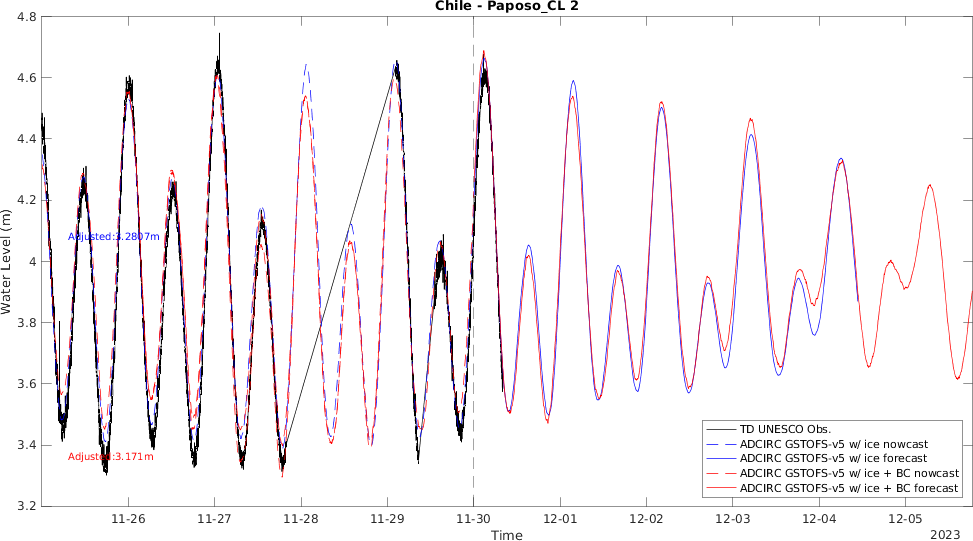 Chile - Paposo_CL 2
Water Level (m)
4.8
4.6
4.4
4.2
4
3.8
3.6
3.4
3.2
Adjusted:3.2807m
Adjusted:3.171m
TD UNESCO Obs.
ADCIRC GSTOFS-v5 w/ ice nowcast
ADCIRC GSTOFS-v5 w/ ice forecast
ADCIRC GSTOFS-v5 w/ ice + BC nowcast
ADCIRC GSTOFS-v5 w/ ice + BC forecast
11-26 11-27 11-28 11-29 11-30 12-01 12-02 12-03 12-04 12-05
Time
2023